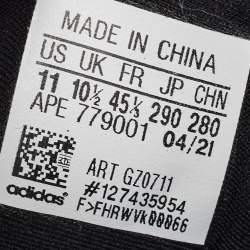 MADE IN CHINA
US UK FR JP CHN
11 10½ 45⅓ 290 280
APE 779001 04/21
ART GZ0711
#127435954
F>FHRWVK00066
adidas